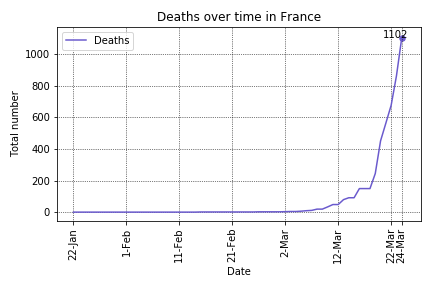 Deaths over time in France
1102
Deaths
1000
800
600
400
200
0
Total number
22-Jan
1-Feb
11-Feb
21-Feb
2-Mar
12-Mar
22-Mar
24-Mar
Date